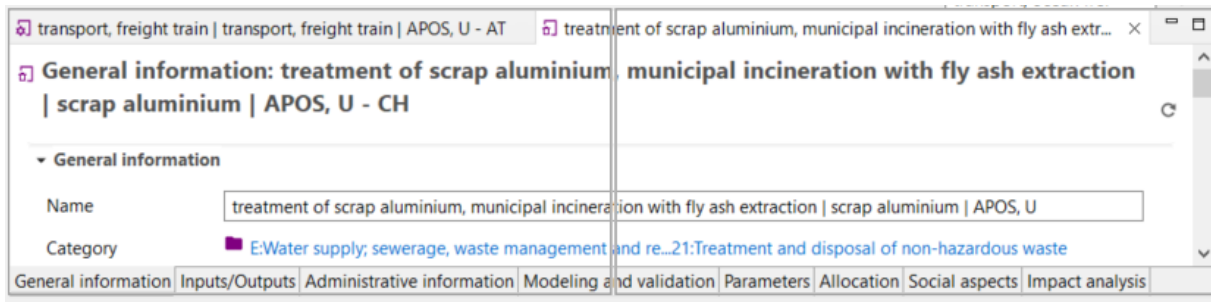 transport, freight train | transport, freight train | APOS, U - AT
treatment of scrap aluminium, municipal incineration with fly ash extr...
General information: treatment of scrap aluminium, municipal incineration with fly ash extraction
| scrap aluminium | APOS, U - CH
General information
Name
treatment of scrap aluminium, municipal incineration with fly ash extraction | scrap aluminium | APOS, U
Category
E:Water supply; sewerage, waste management and re...21:Treatment and disposal of non-hazardous waste
General information Inputs/Outputs Administrative information Modeling and validation Parameters Allocation Social aspects Impact analysis